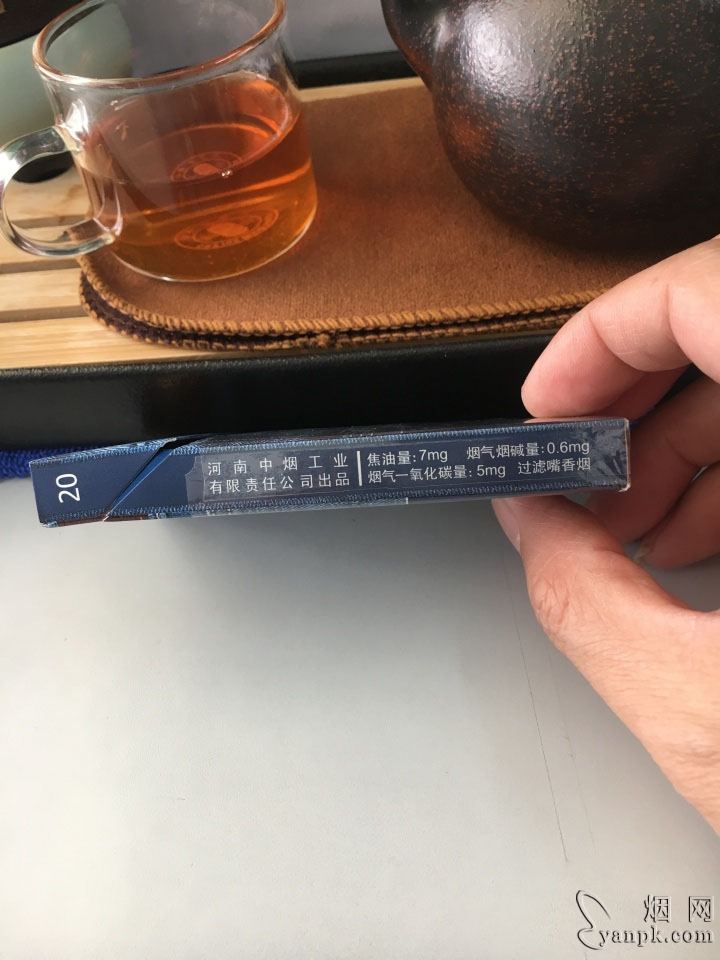 20
河南中烟工业
有限责任公司出品
焦油量:7mg 烟气烟碱量:0.6mg
烟气一氧化碳量:5mg 过滤嘴香烟
烟网
yanpk.com